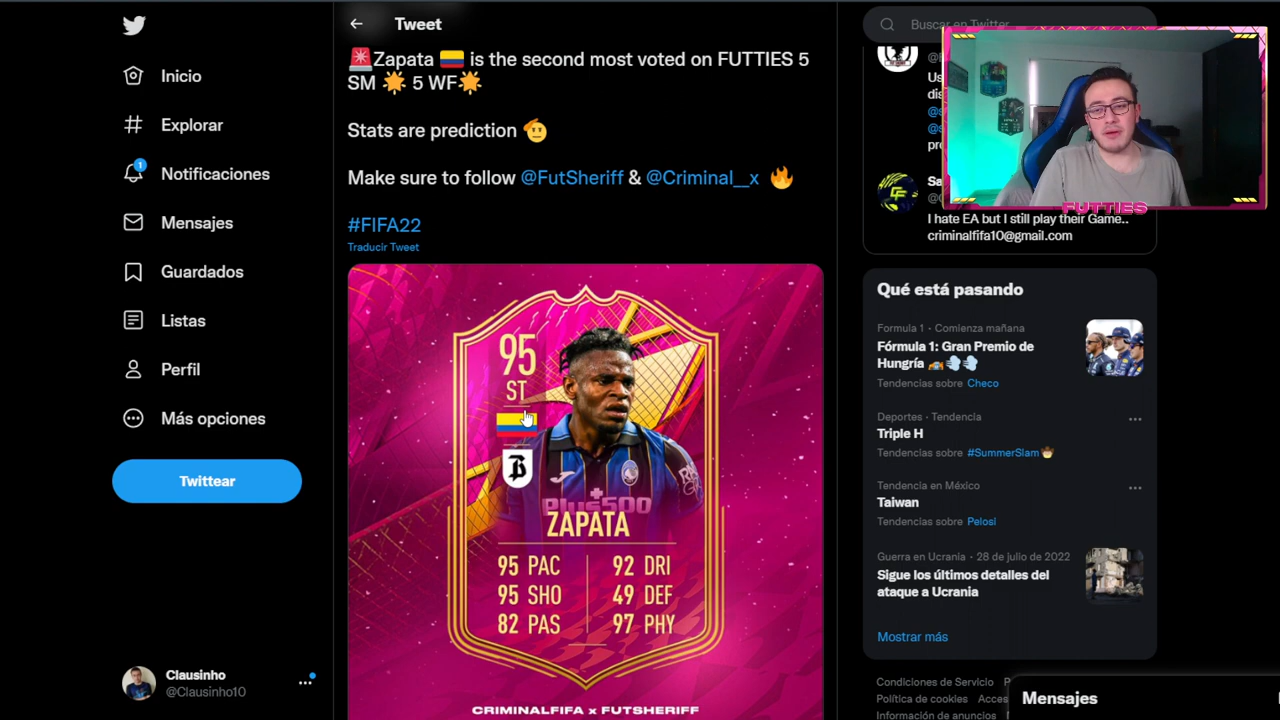 Inicio
Explorar
1
Notificaciones
Mensajes
Guardados
Listas
Perfil
Más opciones
Twittear
Clausinho
@Clausinho10
Tweet
🚨Zapata 🇨🇴 is the second most voted on FUTTIES 5
SM 🌟 5 WF🌟
Stats are prediction 🫡
Make sure to follow @FutSheriff & @Criminal__x 🔥
#FIFA22
Traducir Tweet
95
ST
B
Plus500
ZAPATA
95 PAC
92 DRI
95 SHO
49 DEF
82 PAS
97 PHY
CRIMINALFIFA x FUTSHERIFF
Buscar en Twitter
FUTTIES
I hate EA but I still play their Game..
criminalfifa10@gmail.com
Qué está pasando
Formula 1 · Comienza mañana
Fórmula 1: Gran Premio de
Hungría 🏎️💨💨
Tendencias sobre Checo
Deportes · Tendencia
Triple H
Tendencias sobre #SummerSlam
Tendencia en México
Taiwan
Tendencias sobre Pelosi
Guerra en Ucrania · 28 de julio de 2022
Sigue los últimos detalles del
ataque a Ucrania
Mostrar más
Condiciones de Servicio
Política de cookies
Información de anuncios
Mensajes